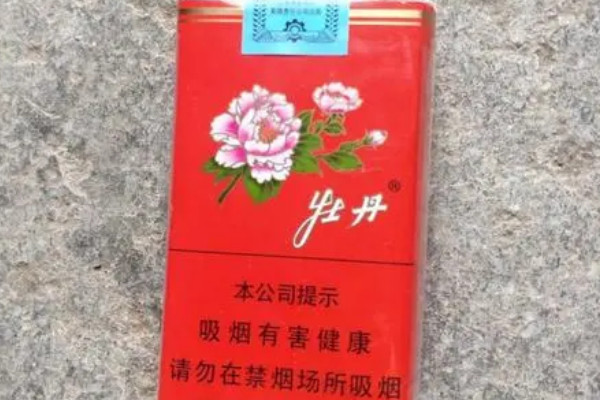 牡丹®
本公司提示
吸烟有害健康
请勿在禁烟场所吸烟